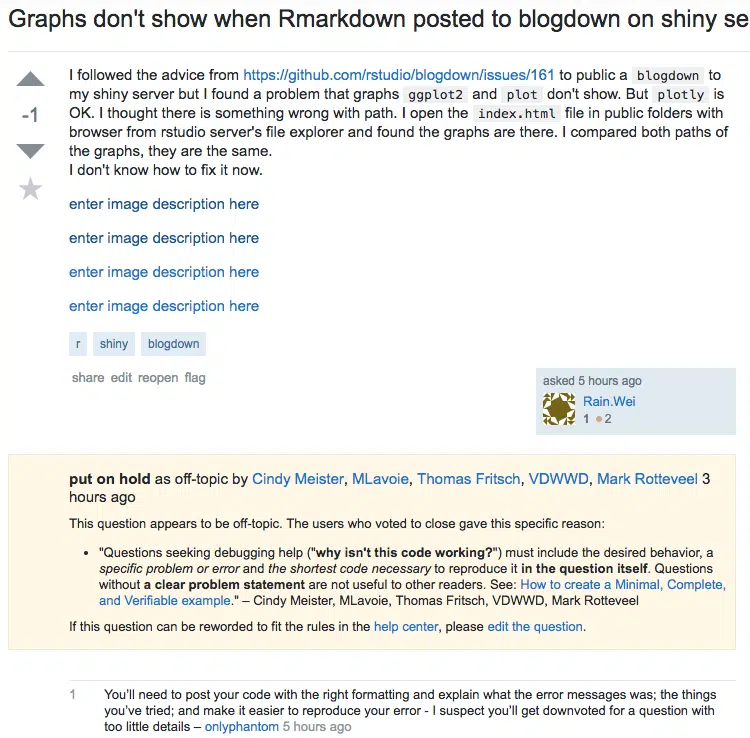 Graphs don't show when Rmarkdown posted to blogdown on shiny se
I followed the advice from https://github.com/rstudio/blogdown/issues/161 to public a blogdown to
my shiny server but I found a problem that graphs ggplot2 and plot don't show. But plotly is
-1
OK. I thought there is something wrong with path. I open the index.html file in public folders with
browser from rstudio server's file explorer and found the graphs are there. I compared both paths of
the graphs, they are the same.
I don't know how to fix it now.
enter image description here
enter image description here
enter image description here
enter image description here
r shiny blogdown
share edit reopen flag
asked 5 hours ago
Rain.Wei
1 2
put on hold as off-topic by Cindy Meister, MLavoie, Thomas Fritsch, VDWWD, Mark Rotteveel 3
hours ago
This question appears to be off-topic. The users who voted to close gave this specific reason:
• "Questions seeking debugging help ("why isn't this code working?") must include the desired behavior, a
specific problem or error and the shortest code necessary to reproduce it in the question itself. Questions
without a clear problem statement are not useful to other readers. See: How to create a Minimal, Complete,
and Verifiable example." – Cindy Meister, MLavoie, Thomas Fritsch, VDWWD, Mark Rotteveel
If this question can be reworded to fit the rules in the help center, please edit the question.
1 You'll need to post your code with the right formatting and explain what the error messages was; the things
you've tried; and make it easier to reproduce your error - I suspect you'll get downvoted for a question with
too little details – onlyphantom 5 hours ago